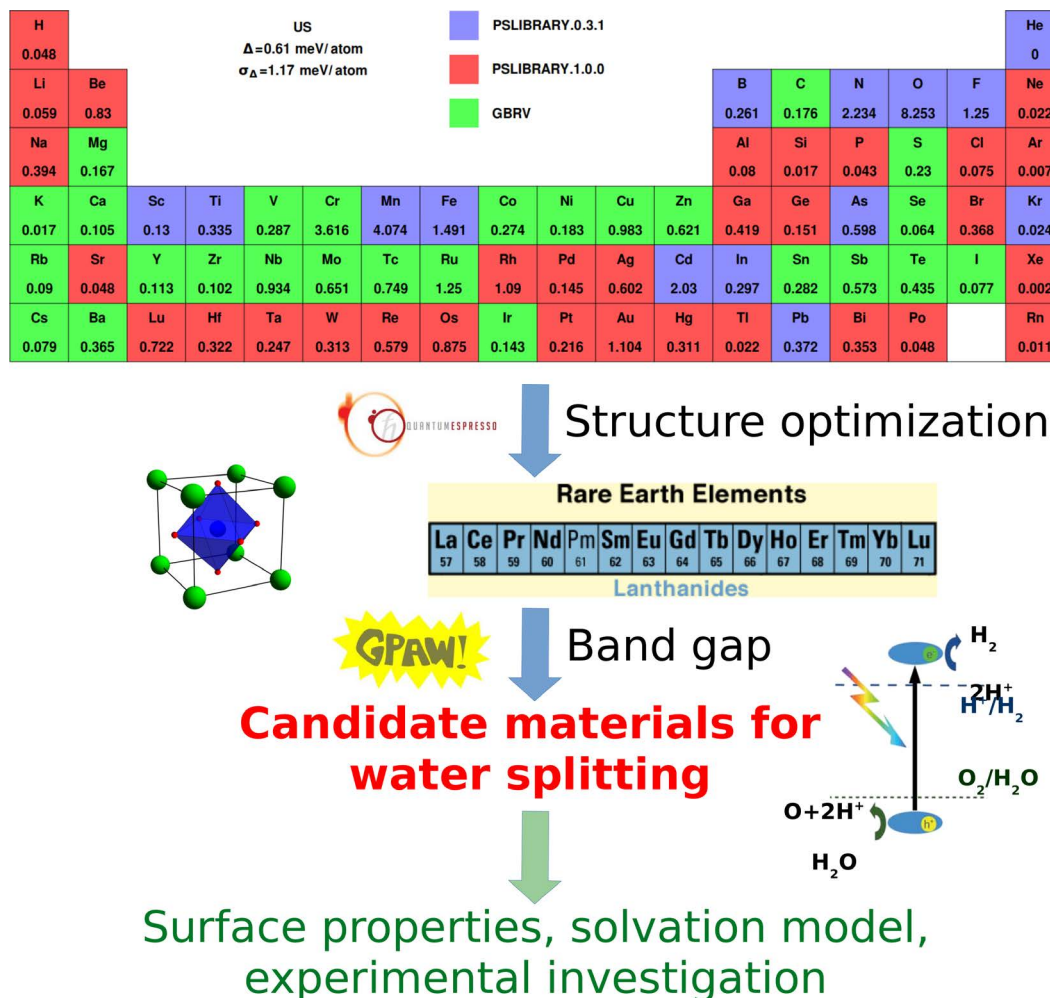 H
0.048
US
Δ=0.61 meV/atom
σΔ=1.17 meV/atom
PSLIBRARY.0.3.1
PSLIBRARY.1.0.0
GBRV
He
0
Li Be B C N O F Ne
0.059 0.83 0.261 0.176 2.234 8.253 1.25 0.022
Na Mg Al Si P S Cl Ar
0.394 0.167 0.08 0.017 0.043 0.23 0.075 0.007
K Ca Sc Ti V Cr Mn Fe Co Ni Cu Zn Ga Ge As Se Br Kr
0.017 0.105 0.13 0.335 0.287 3.616 4.074 1.491 0.274 0.183 0.983 0.621 0.419 0.151 0.598 0.064 0.368 0.024
Rb Sr Y Zr Nb Mo Tc Ru Rh Pd Ag Cd In Sn Sb Te I Xe
0.09 0.048 0.113 0.102 0.934 0.651 0.749 1.25 1.09 0.145 0.602 2.03 0.297 0.282 0.573 0.435 0.077 0.002
Cs Ba Lu Hf Ta W Re Os Ir Pt Au Hg Tl Pb Bi Po Rn
0.079 0.365 0.722 0.322 0.247 0.313 0.579 0.875 0.143 0.216 1.104 0.311 0.022 0.372 0.353 0.048 0.011
ħ QUANTUMESPRESSO
Structure optimization
Rare Earth Elements
La Ce Pr Nd Pm Sm Eu Gd Tb Dy Ho Er Tm Yb Lu
57 58 59 60 61 62 63 64 65 66 67 68 69 70 71
Lanthanides
GPAW!
Band gap
Candidate materials for
water splitting
e⁻
H₂
2H⁺
H⁺/H₂
O₂/H₂O
O+2H⁺
h⁺
H₂O
Surface properties, solvation model,
experimental investigation